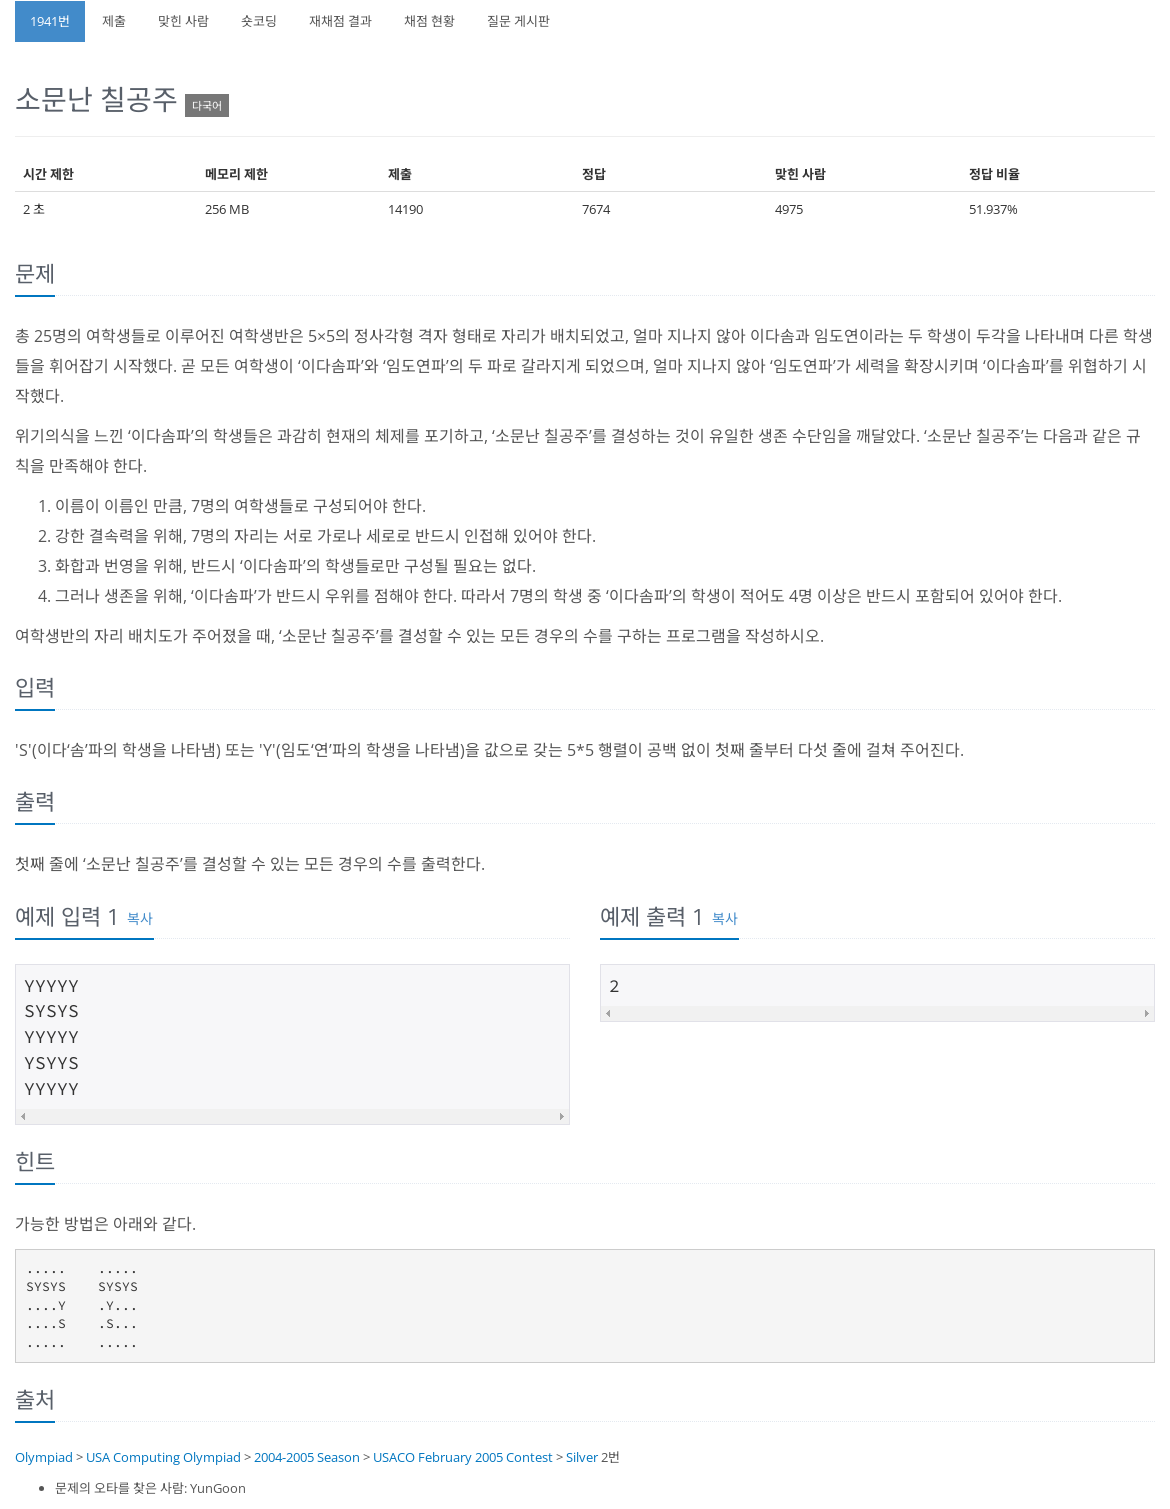 1941번 제출 맞힌 사람 숏코딩 재채점 결과 채점 현황 질문 게시판
소문난 칠공주 다국어
시간 제한 메모리 제한 제출 정답 맞힌 사람 정답 비율
2 초 256 MB 14190 7674 4975 51.937%
문제
총 25명의 여학생들로 이루어진 여학생반은 5×5의 정사각형 격자 형태로 자리가 배치되었고, 얼마 지나지 않아 이다솜과 임도연이라는 두 학생이 두각을 나타내며 다른 학생
들을 휘어잡기 시작했다. 곧 모든 여학생이 ‘이다솜파’와 ‘임도연파’의 두 파로 갈라지게 되었으며, 얼마 지나지 않아 ‘임도연파’가 세력을 확장시키며 ‘이다솜파’를 위협하기 시
작했다.
위기의식을 느낀 ‘이다솜파’의 학생들은 과감히 현재의 체제를 포기하고, ‘소문난 칠공주’를 결성하는 것이 유일한 생존 수단임을 깨달았다. ‘소문난 칠공주’는 다음과 같은 규
칙을 만족해야 한다.
1. 이름이 이름인 만큼, 7명의 여학생들로 구성되어야 한다.
2. 강한 결속력을 위해, 7명의 자리는 서로 가로나 세로로 반드시 인접해 있어야 한다.
3. 화합과 번영을 위해, 반드시 ‘이다솜파’의 학생들로만 구성될 필요는 없다.
4. 그러나 생존을 위해, ‘이다솜파’가 반드시 우위를 점해야 한다. 따라서 7명의 학생 중 ‘이다솜파’의 학생이 적어도 4명 이상은 반드시 포함되어 있어야 한다.
여학생반의 자리 배치도가 주어졌을 때, ‘소문난 칠공주’를 결성할 수 있는 모든 경우의 수를 구하는 프로그램을 작성하시오.
입력
'S'(이다‘솜’파의 학생을 나타냄) 또는 'Y'(임도‘연’파의 학생을 나타냄)을 값으로 갖는 5*5 행렬이 공백 없이 첫째 줄부터 다섯 줄에 걸쳐 주어진다.
출력
첫째 줄에 ‘소문난 칠공주’를 결성할 수 있는 모든 경우의 수를 출력한다.
예제 입력 1 복사
YYYYY
SYSYS
YYYYY
YSYYS
YYYYY
예제 출력 1 복사
2
힌트
가능한 방법은 아래와 같다.
..... .....
SYSYS SYSYS
....Y .Y...
....S .S...
..... .....
출처
Olympiad > USA Computing Olympiad > 2004-2005 Season > USACO February 2005 Contest > Silver 2번
• 문제의 오타를 찾은 사람: YunGoon